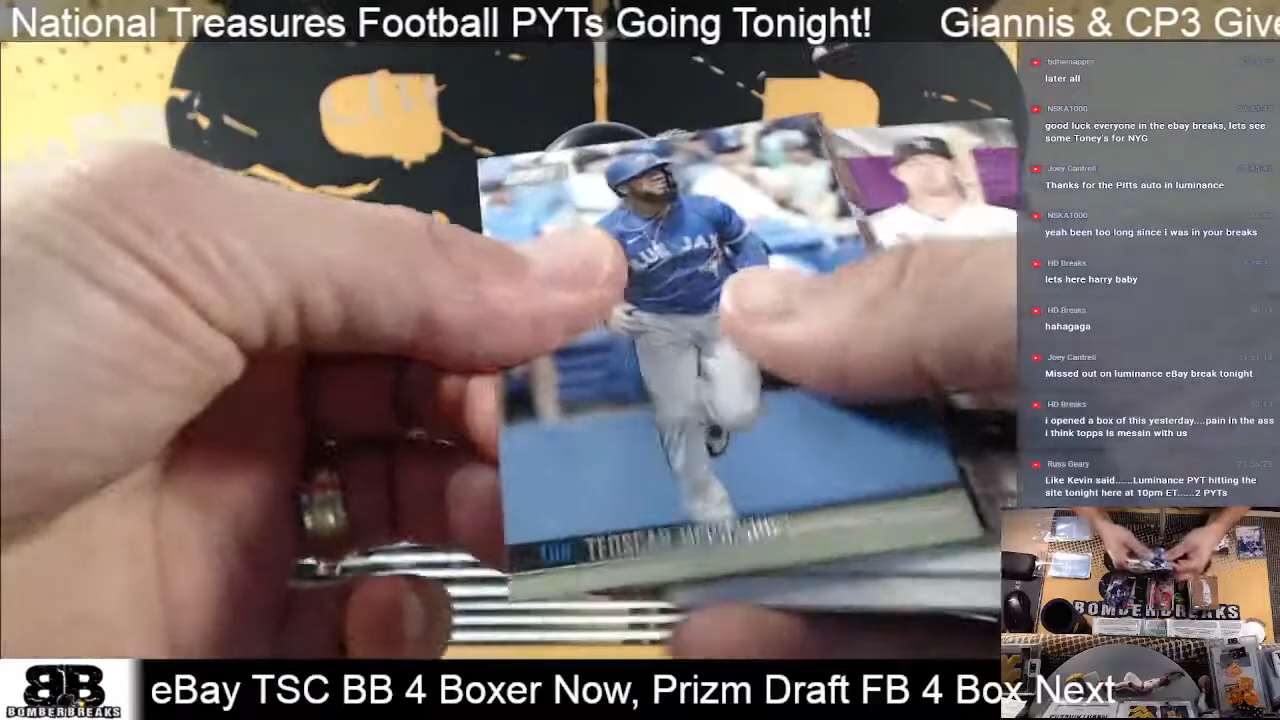 National Treasures Football PYTs Going Tonight!
Giannis & CP3 Give
later all
NSKA1000
good luck everyone in the ebay breaks, lets see
some Toney's for NYG
Joey Cantrell
Thanks for the Pitts auto in luminance
NSKA1000
yeah been too long since i was in your breaks
HD Breaks
lets here harry baby
HD Breaks
hahagaga
Joey Cantrell
Missed out on luminance eBay break tonight
HD Breaks
i opened a box of this yesterday....pain in the ass
i think topps is messin with us
Russ Geary
Like Kevin said......Luminance PYT hitting the
site tonight here at 10pm ET......2 PYTs
BLUE JAY
BOMBERBREAKS
BB
BOMBERBREAKS
eBay TSC BB 4 Boxer Now, Prizm Draft FB 4 Box Next